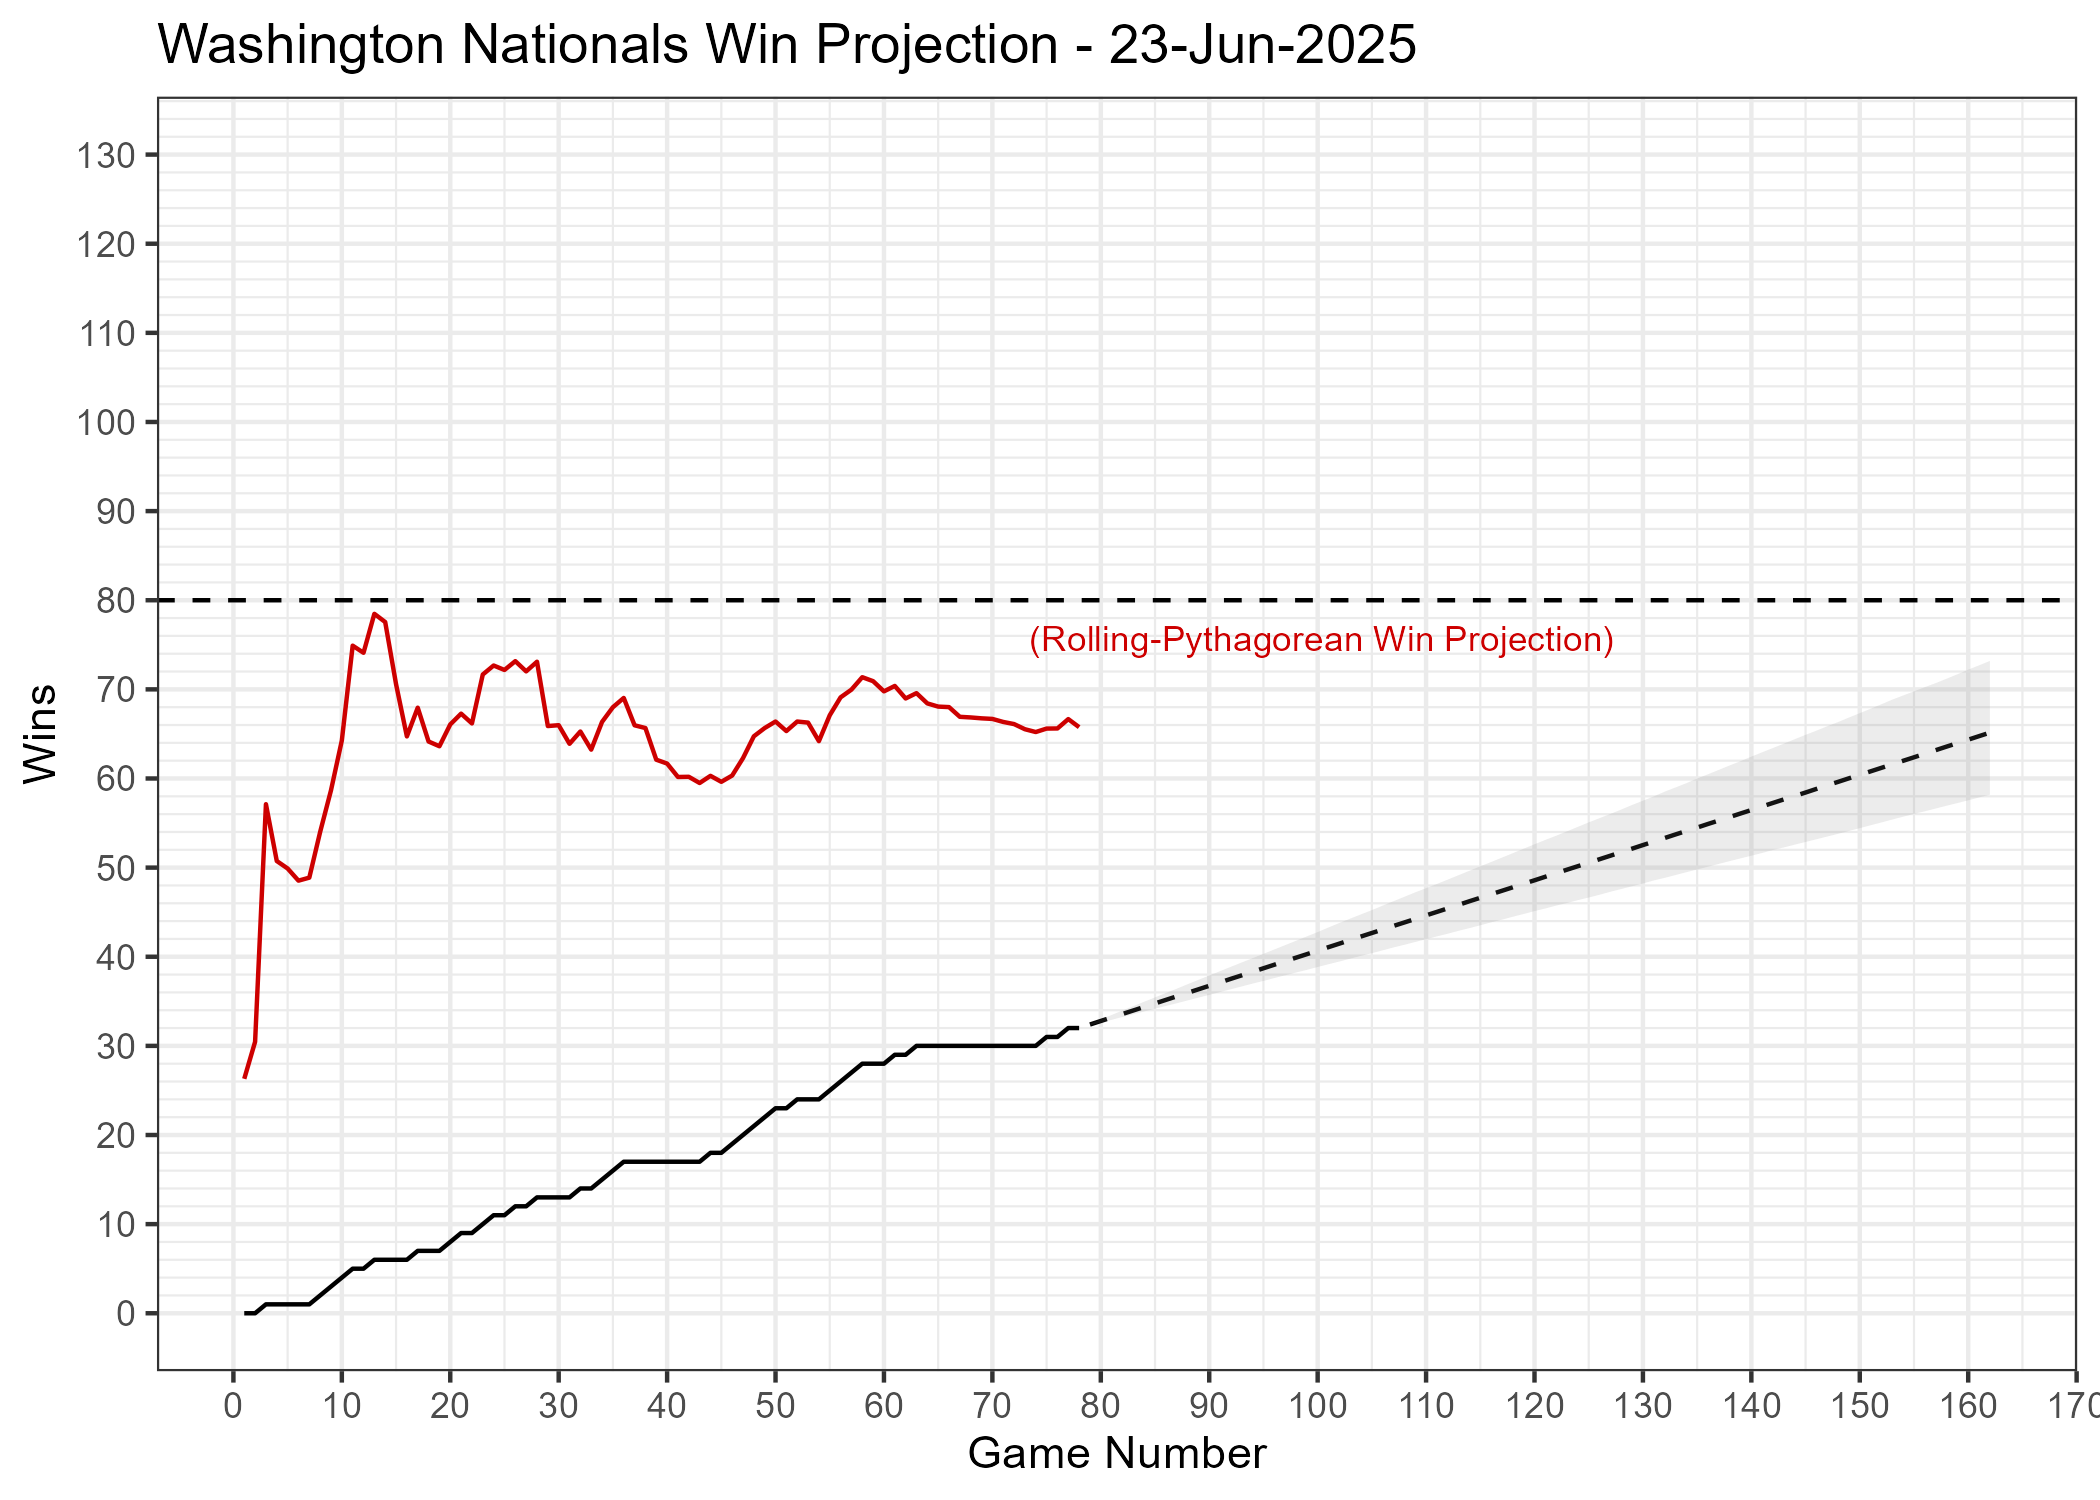 Washington Nationals Win Projection - 23-Jun-2025
130
120
110
100
90
80
(Rolling-Pythagorean Win Projection)
70
60
50
40
30
20
10
0
Wins
0 10 20 30 40 50 60 70 80 90 100 110 120 130 140 150 160 170
Game Number